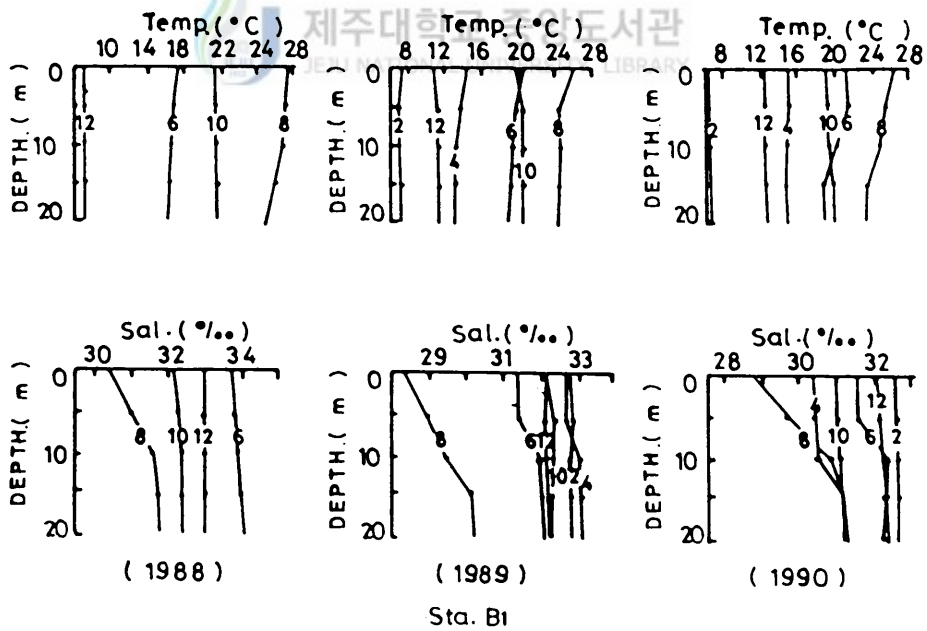 제주대학교 중앙도서관
JEJU NATIONAL UNIVERSITY LIBRARY
Temp. (°C)
10 14 18 22 24 28
DEPTH. ( m )
0
10
20
12 6 10 8
Temp. (°C)
8 12 16 20 24 28
DEPTH. ( m )
0
10
20
2 12 4 6 10 8
Temp. (°C)
8 12 16 20 24 28
DEPTH. ( m )
0
10
20
2 12 4 10 6 8
Sal. ( °/•• )
30 32 34
DEPTH. ( m )
0
10
20
8 10 12 6
( 1988 )
Sal. ( °/•• )
29 31 33
DEPTH. ( m )
0
10
20
8 6 12 10 2 4
( 1989 )
Sal. ( °/•• )
28 30 32
DEPTH. ( m )
0
10
20
8 4 10 6 12 2
( 1990 )
Sta. B1